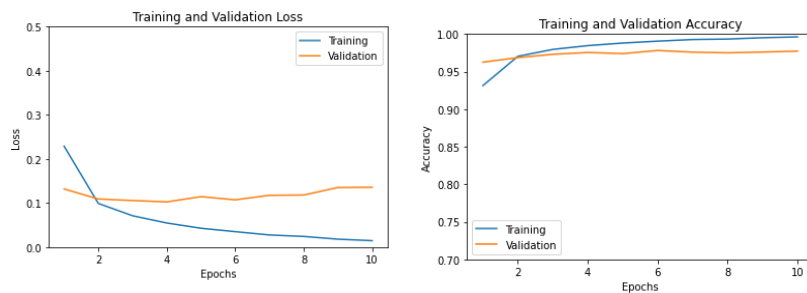 Training and Validation Loss
0.5
0.4
0.3
0.2
0.1
0.0
Loss
Training
Validation
2
4
6
8
10
Epochs
Training and Validation Accuracy
1.00
0.95
0.90
0.85
0.80
0.75
0.70
Accuracy
Training
Validation
2
4
6
8
10
Epochs